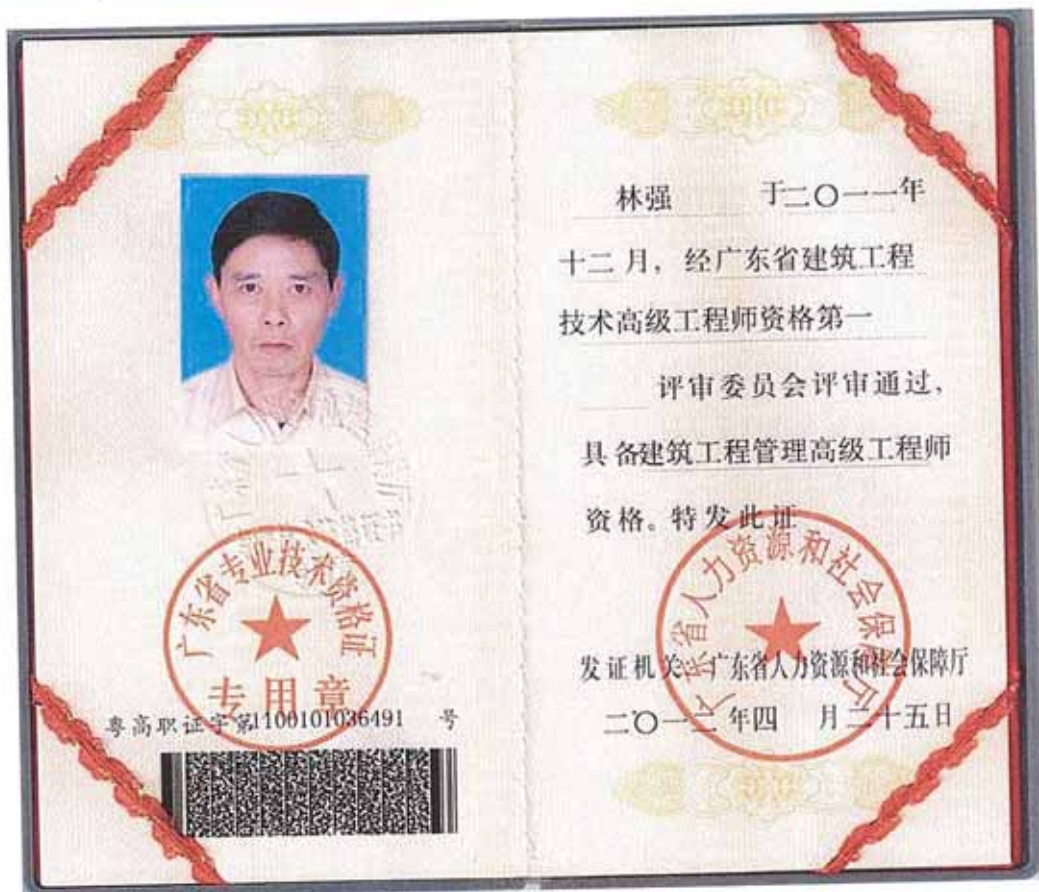 广东省专业技术资格证
专用章
粤高职证字第1100101036491 号
林强 于二〇一一年
十二月，经广东省建筑工程
技术高级工程师资格第一
评审委员会评审通过，
具备建筑工程管理高级工程师
资格。特发此证
广东省人力资源和社会保障厅
发证机关：广东省人力资源和社会保障厅
二〇一二年四 月二十五日